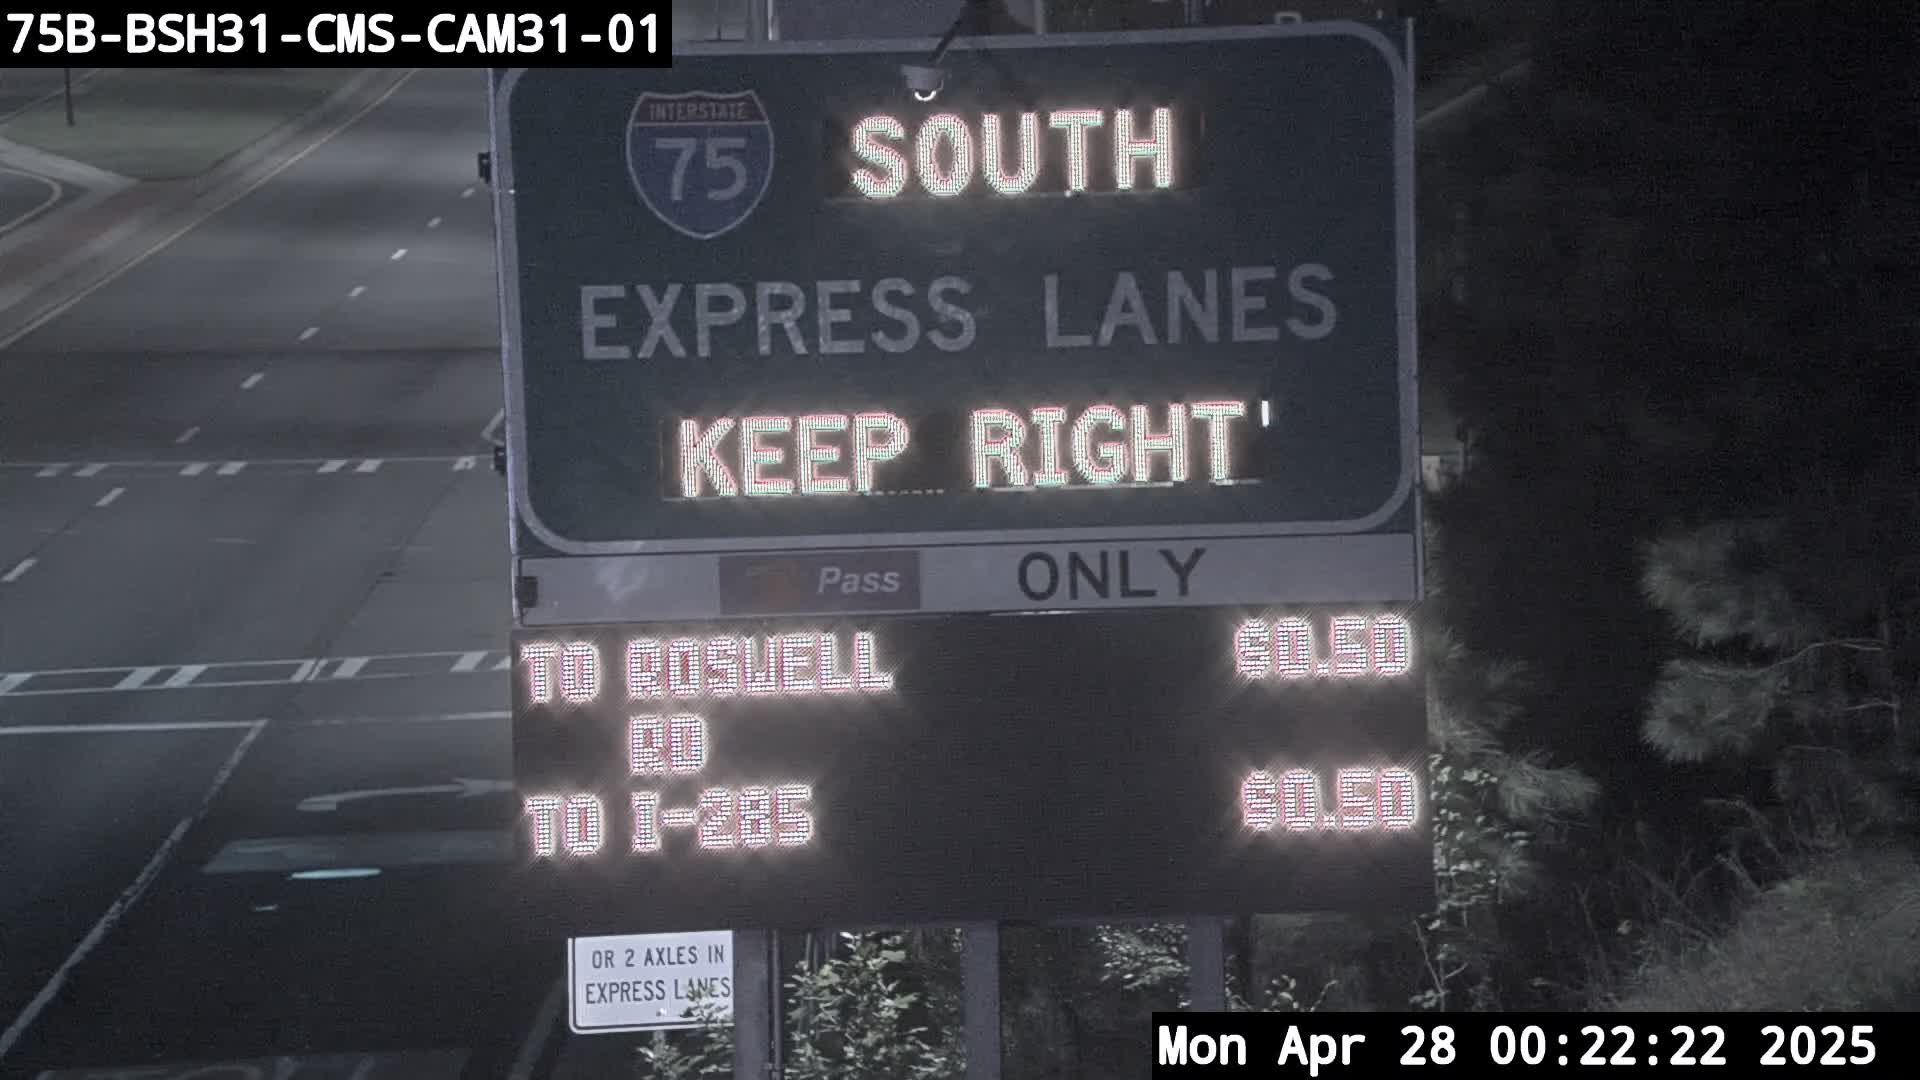 75B-BSH31-CMS-CAM31-01
INTERSTATE
75
SOUTH
EXPRESS LANES
KEEP RIGHT
Pass ONLY
TO ROSWELL $0.50
RD
TO I-285 $0.50
OR 2 AXLES IN
EXPRESS LANES
Mon Apr 28 00:22:22 2025